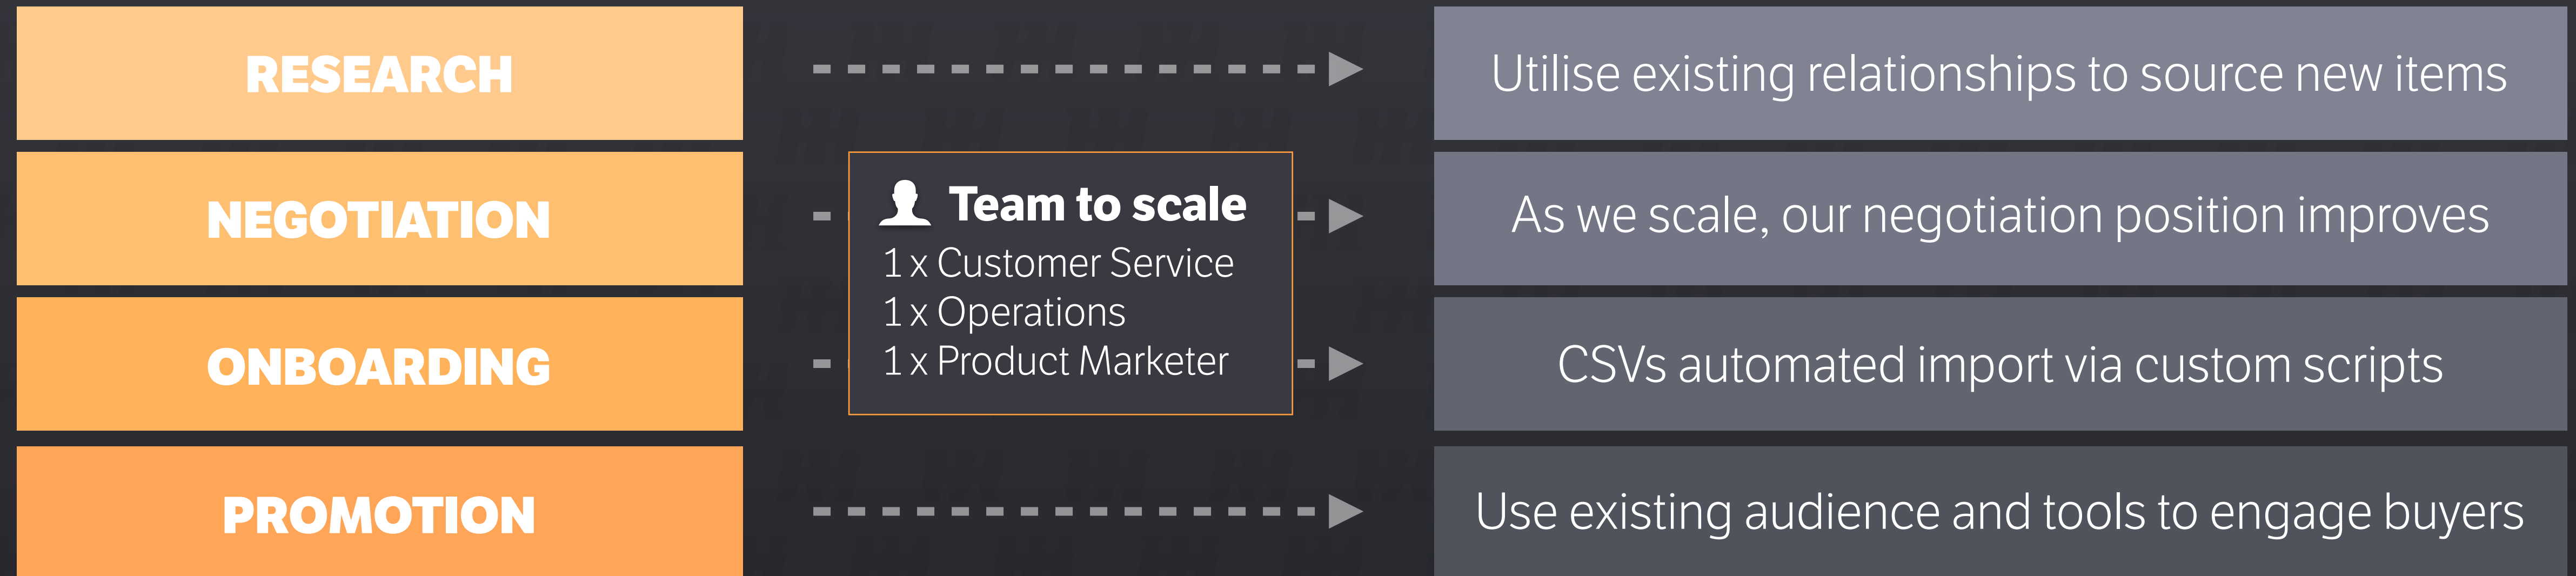 RESEARCH
Utilise existing relationships to source new items
NEGOTIATION
Team to scale
1 x Customer Service
1 x Operations
1 x Product Marketer
As we scale, our negotiation position improves
ONBOARDING
CSVs automated import via custom scripts
PROMOTION
Use existing audience and tools to engage buyers